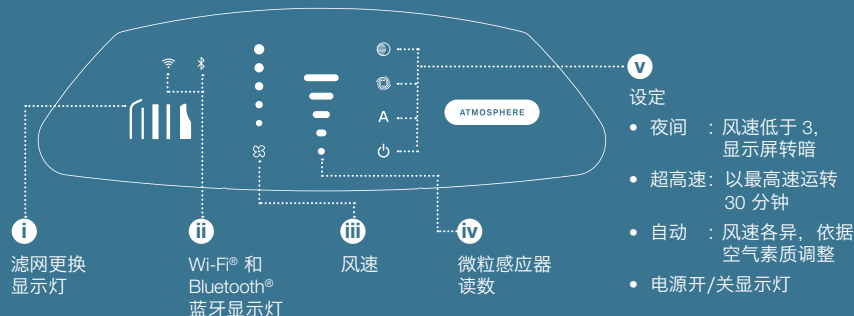 A
ATMOSPHERE
i
滤网更换
显示灯
ii
Wi-Fi® 和
Bluetooth®
蓝牙显示灯
iii
风速
iv
微粒感应器
读数
v
设定
• 夜间 : 风速低于 3,
显示屏转暗
• 超高速: 以最高速运转
30 分钟
• 自动 : 风速各异，依据
空气素质调整
• 电源开/关显示灯